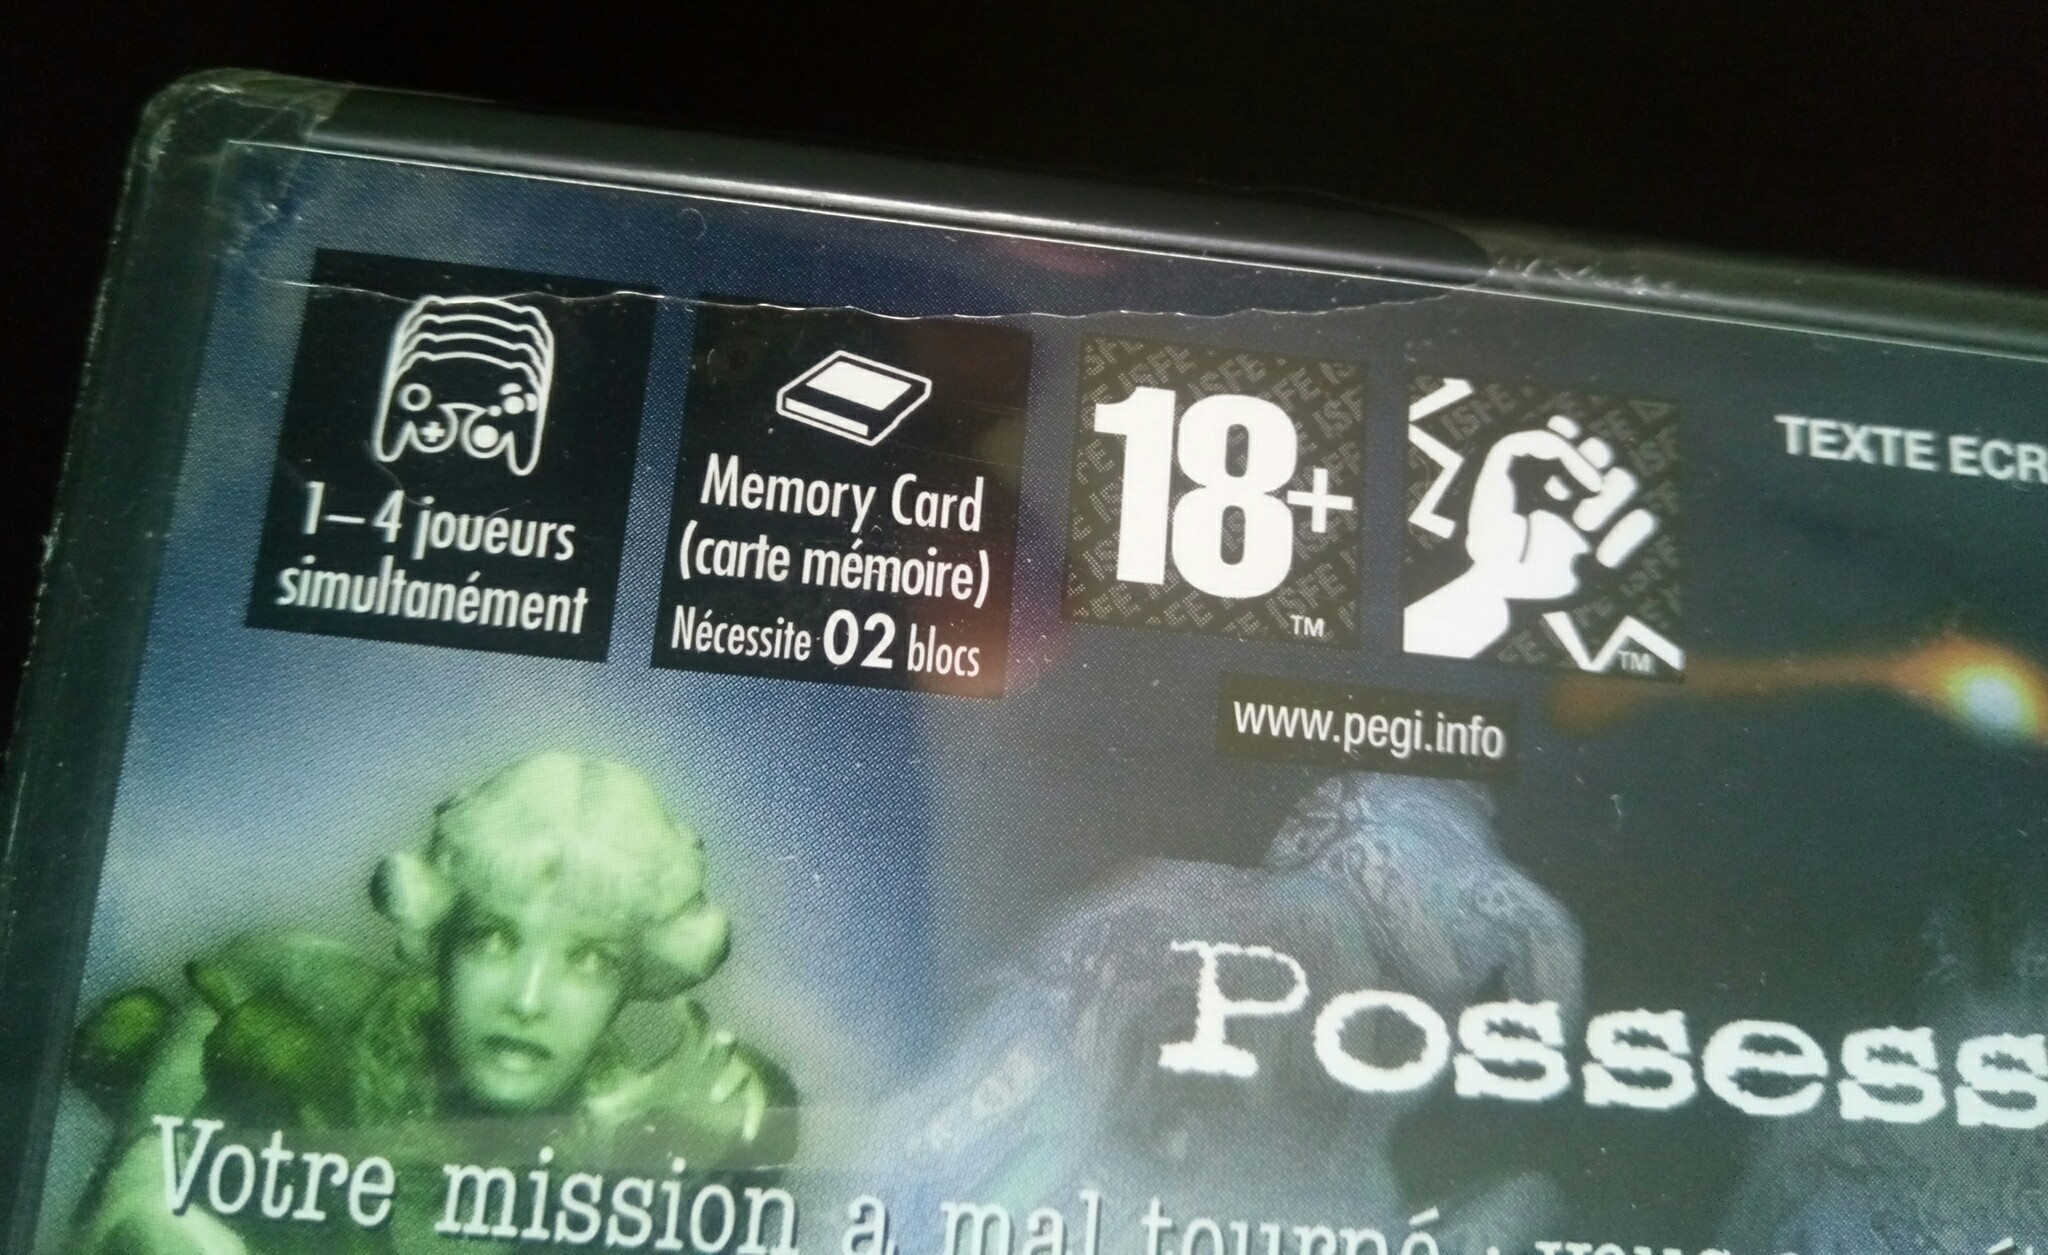 1–4 joueurs
simultanément
Memory Card
(carte mémoire)
Nécessite 02 blocs
18+
TM
TM
www.pegi.info
TEXTE ECR
Possess
Votre mission a mal tourné : vous